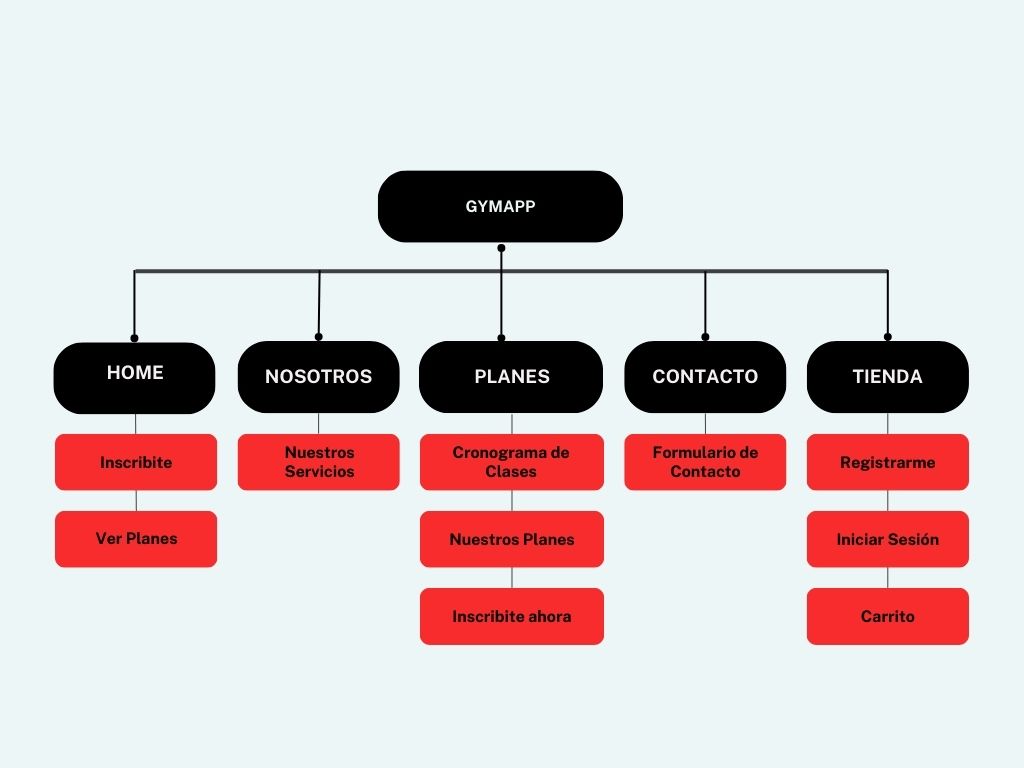 GYMAPP
HOME
NOSOTROS
PLANES
CONTACTO
TIENDA
Inscribite
Nuestros
Servicios
Cronograma de
Clases
Formulario de
Contacto
Registrarme
Ver Planes
Nuestros Planes
Iniciar Sesión
Inscribite ahora
Carrito